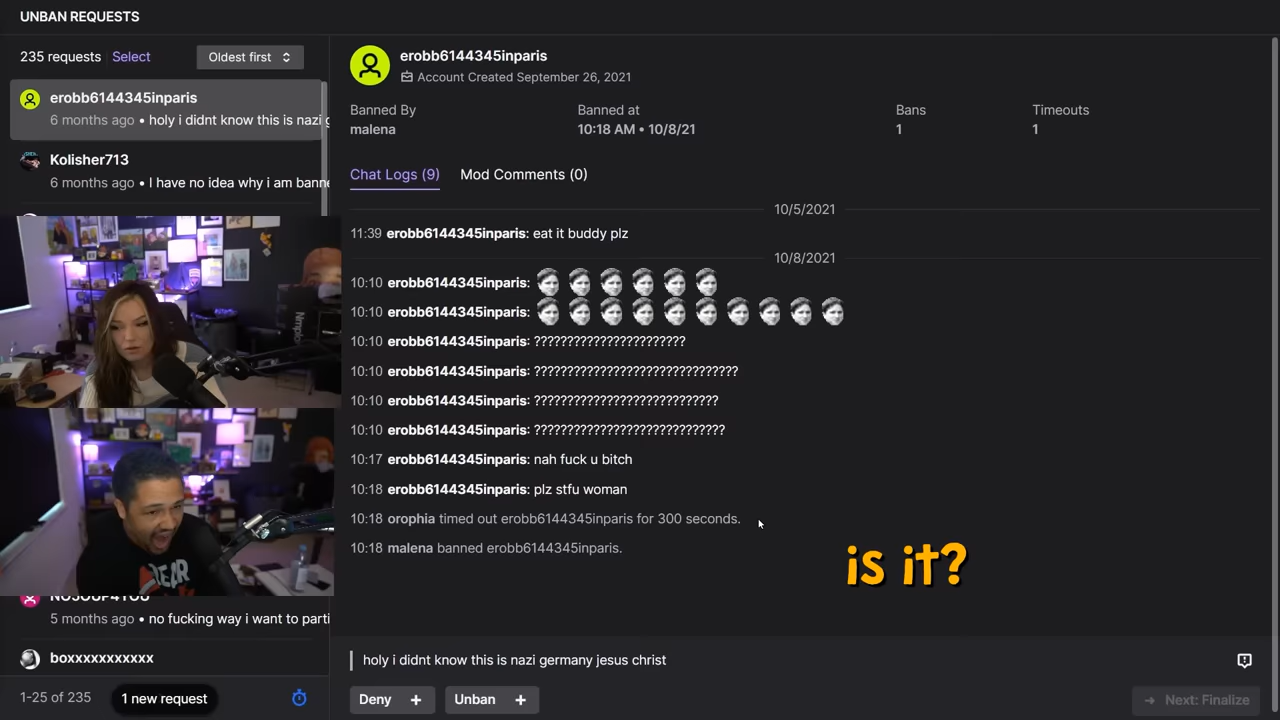 UNBAN REQUESTS
235 requests
Select
Oldest first
erobb6144345inparis
6 months ago • holy i didnt know this is nazi g
Kolisher713
6 months ago • I have no idea why i am banne
5 months ago • no fucking way i want to parti
boxxxxxxxxxxx
1-25 of 235
1 new request
erobb6144345inparis
Account Created September 26, 2021
Banned By
malena
Banned at
10:18 AM • 10/8/21
Bans
1
Timeouts
1
Chat Logs (9)
Mod Comments (0)
10/5/2021
11:39 erobb6144345inparis: eat it buddy plz
10/8/2021
10:10 erobb6144345inparis:
10:10 erobb6144345inparis:
10:10 erobb6144345inparis: ???????????????????????
10:10 erobb6144345inparis: ???????????????????????????????
10:10 erobb6144345inparis: ????????????????????????????
10:10 erobb6144345inparis: ?????????????????????????????
10:17 erobb6144345inparis: nah fuck u bitch
10:18 erobb6144345inparis: plz stfu woman
10:18 orophia timed out erobb6144345inparis for 300 seconds.
10:18 malena banned erobb6144345inparis.
is it?
holy i didnt know this is nazi germany jesus christ
Deny +
Unban +
Next: Finalize